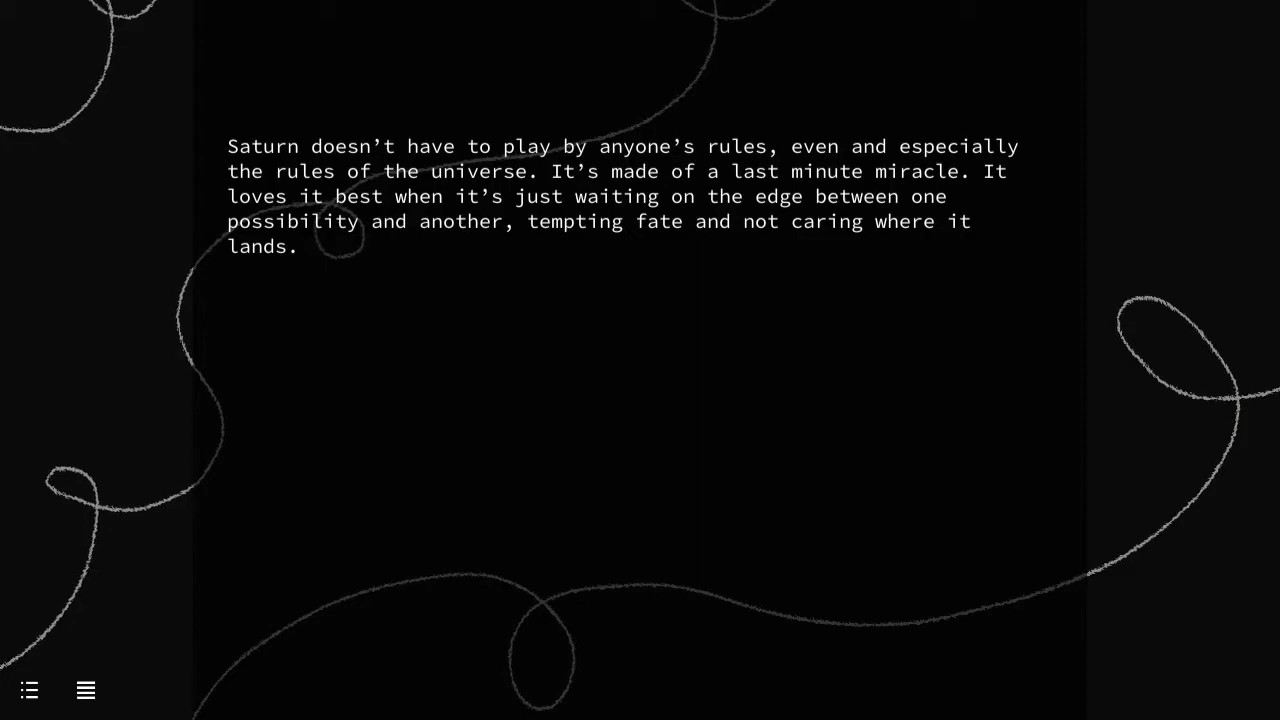 Saturn doesn’t have to play by anyone’s rules, even and especially
the rules of the universe. It’s made of a last minute miracle. It
loves it best when it’s just waiting on the edge between one
possibility and another, tempting fate and not caring where it
lands.